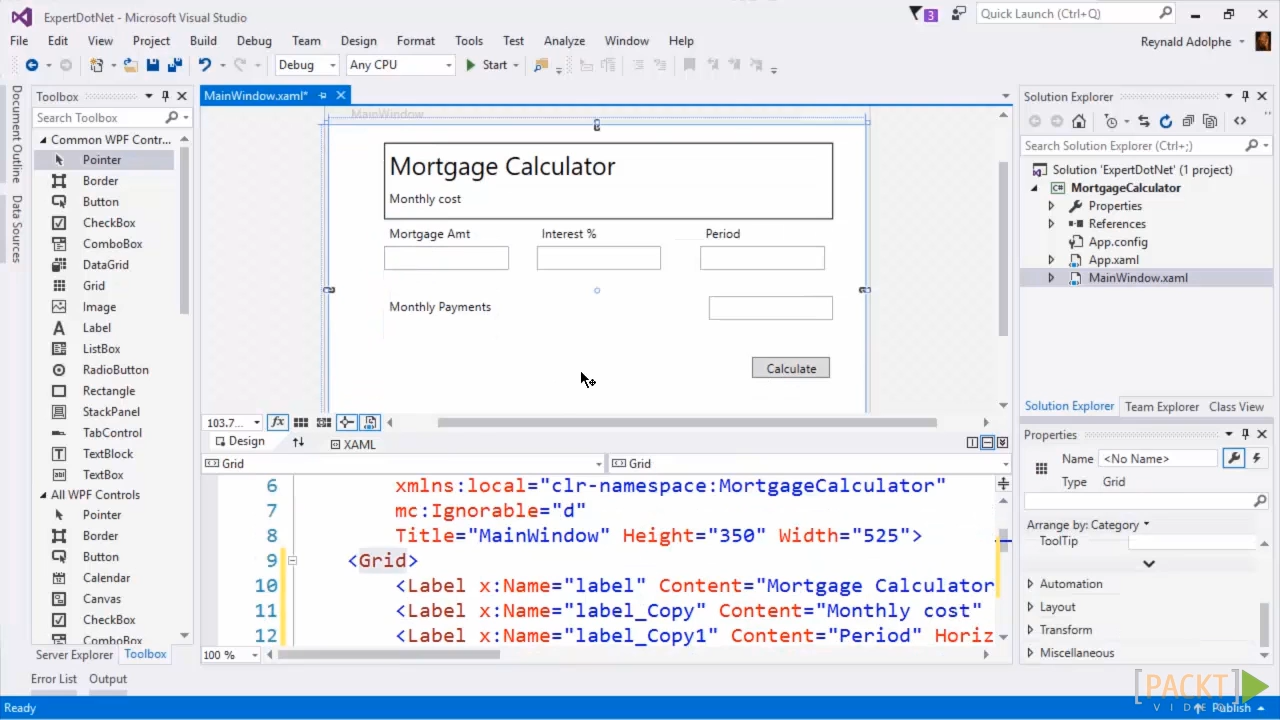 ExpertDotNet - Microsoft Visual Studio
3
Quick Launch (Ctrl+Q)
File Edit View Project Build Debug Team Format Design Tools Test Analyze Window Help
Reynald Adolphe
Debug
Any CPU
Start
Document Outline
Data Sources
Toolbox
Search Toolbox
Common WPF Contr...
Pointer
Border
Button
CheckBox
ComboBox
DataGrid
Grid
Image
Label
ListBox
RadioButton
Rectangle
StackPanel
TabControl
TextBlock
TextBox
All WPF Controls
Pointer
Border
Button
Calendar
Canvas
CheckBox
ComboBox
Server Explorer Toolbox
MainWindow.xaml*
MainWindow
Mortgage Calculator
Monthly cost
Mortgage Amt Interest % Period
Monthly Payments
Calculate
103.7...
fx
Design
XAML
Grid
Grid
6 xmlns:local="clr-namespace:MortgageCalculator"
7 mc:Ignorable="d"
8 Title="MainWindow" Height="350" Width="525">
9 <Grid>
10 <Label x:Name="label" Content="Mortgage Calculator
11 <Label x:Name="label_Copy" Content="Monthly cost"
12 <Label x:Name="label_Copy1" Content="Period" Horiz
100 %
Solution Explorer
Search Solution Explorer (Ctrl+;)
Solution 'ExpertDotNet' (1 project)
C# MortgageCalculator
Properties
References
App.config
App.xaml
MainWindow.xaml
Solution Explorer Team Explorer Class View
Properties
Name <No Name>
Type Grid
Arrange by: Category
ToolTip
Automation
Layout
Transform
Miscellaneous
Error List Output
Ready
Publish
[PACKT]
VIDEO